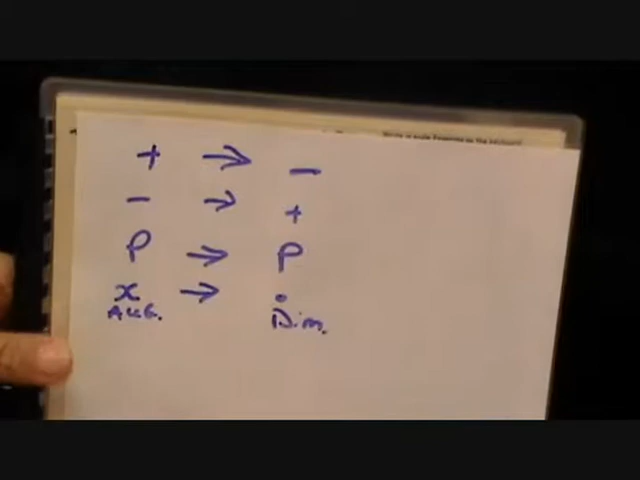 + → -
- → +
P → P
x → °
Aug. Dim.